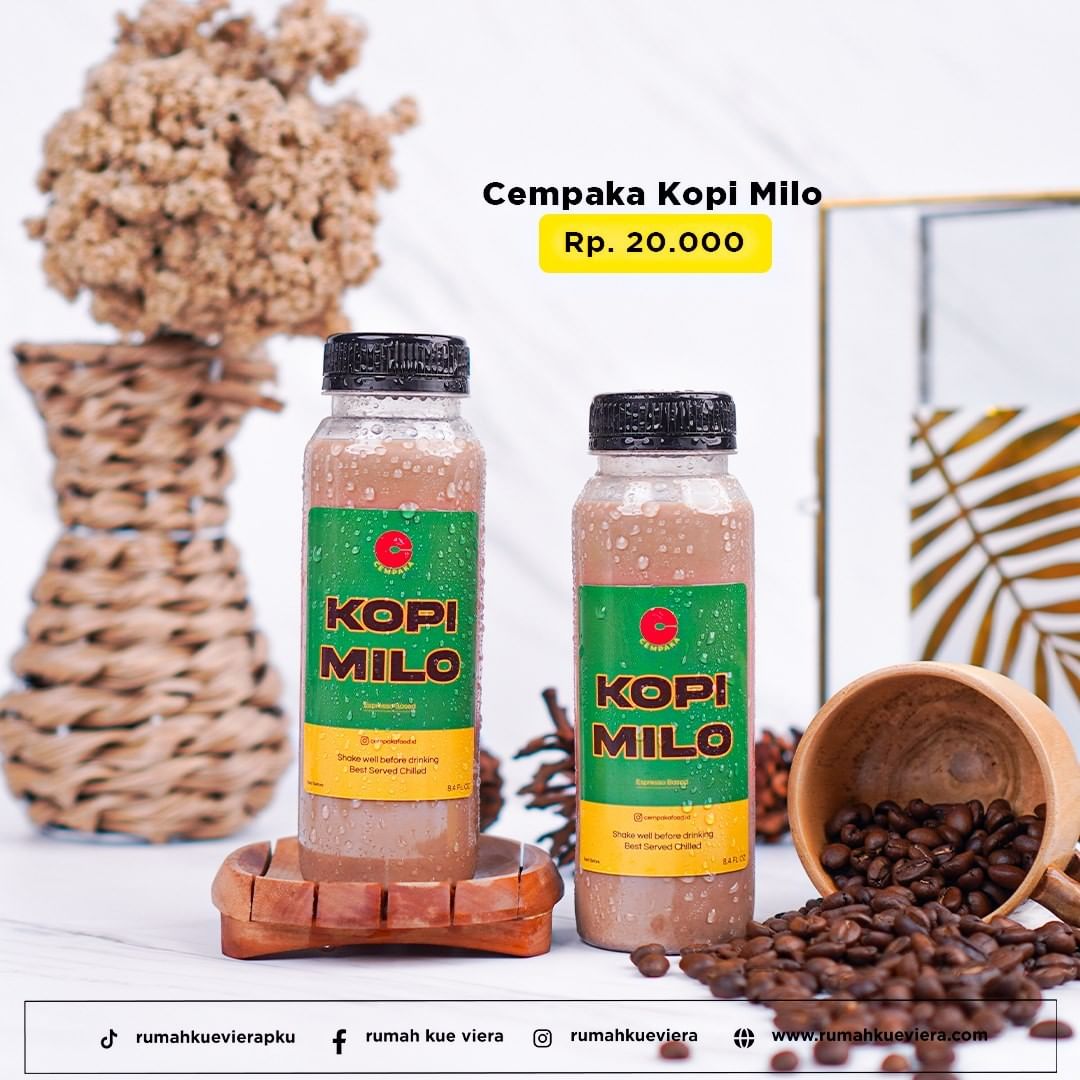 Cempaka Kopi Milo
Rp. 20.000
CEMPAKA
KOPI
MILO
Espresso Based
cempakafood.id
Shake well before drinking
Best Served Chilled
8.4 FL OZ
CEMPAKA
KOPI
MILO
Espresso Based
cempakafood.id
Shake well before drinking
Best Served Chilled
8.4 FL OZ
rumahkuevierapku
rumah kue viera
rumahkueviera
www.rumahkueviera.com